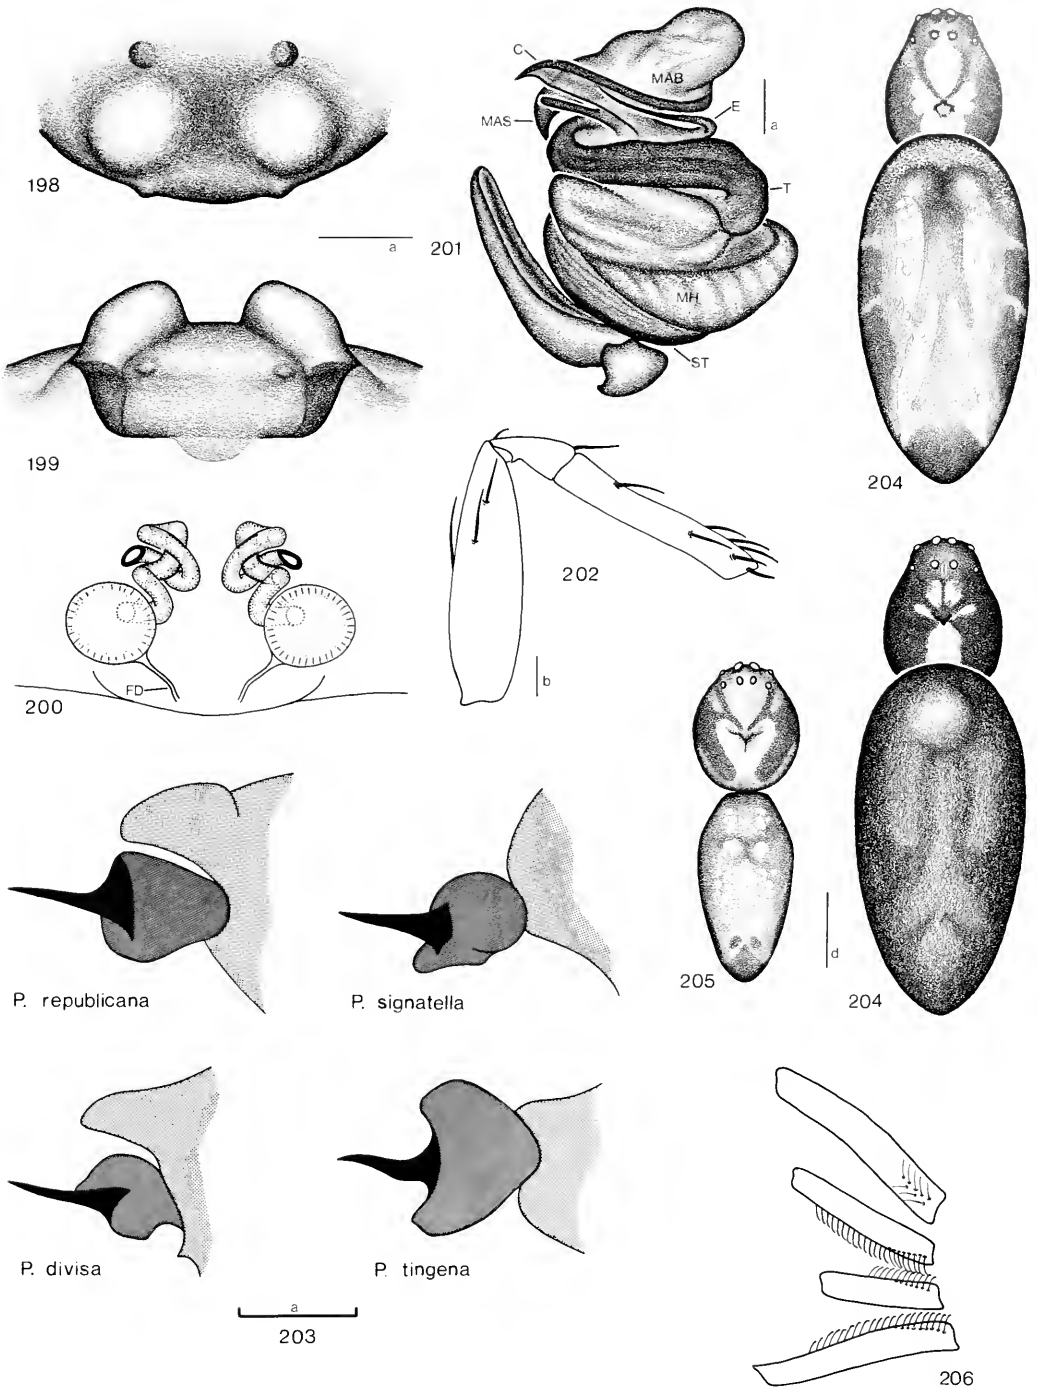 198
a
199
FD
200
C
MAB
a
MAS
E
T
201
MH
ST
202
b
204
205
d
204
P. republicana
P. signatella
P. divisa
P. tingena
a
203
206